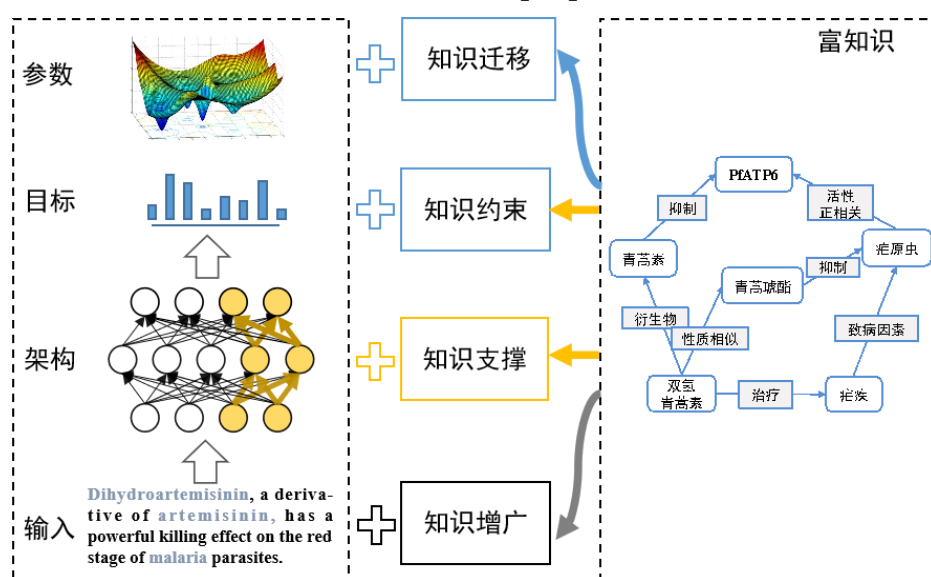 富知识
参数
知识迁移
目标
知识约束
架构
知识支撑
输入
Dihydroartemisinin, a deriva-
tive of artemisinin, has a
powerful killing effect on the red
stage of malaria parasites.
知识增广
PfATP6
抑制
活性
正相关
青蒿素
疟原虫
青蒿琥酯
抑制
衍生物
性质相似
致病因素
双氢
青蒿素
治疗
疟疾